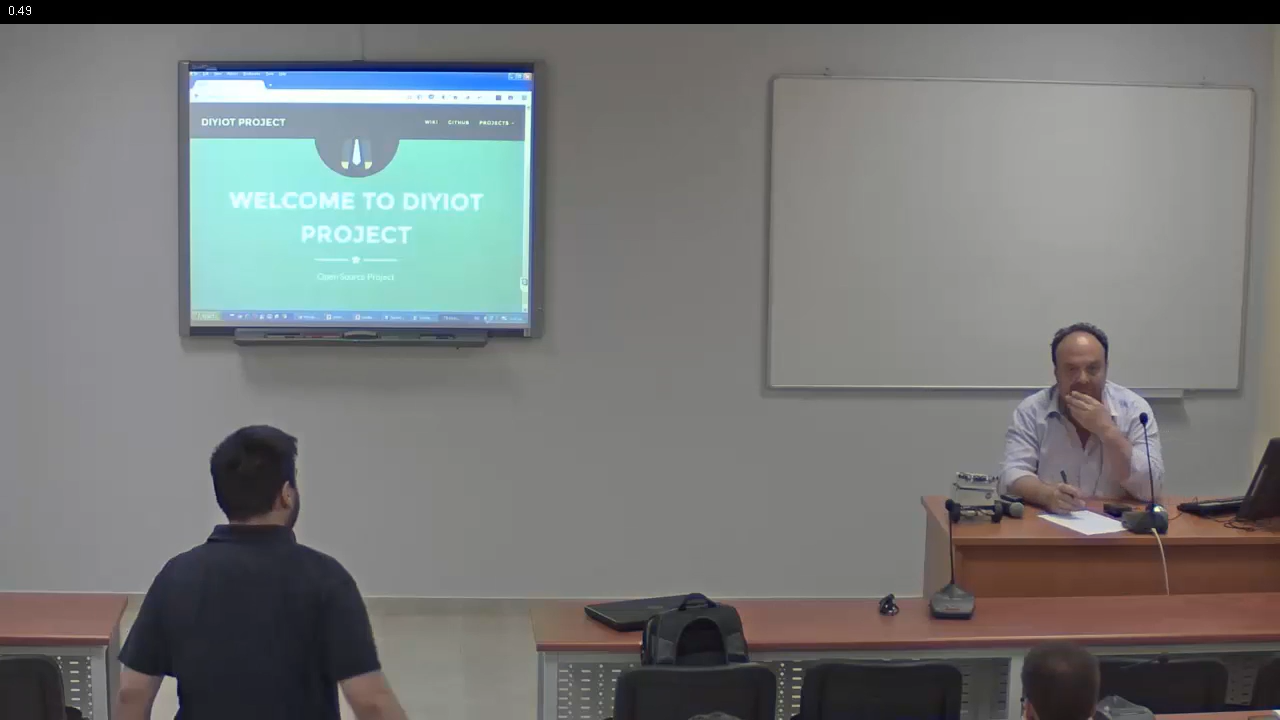 0.49
DIYIOT PROJECT
WIKI GITHUB PROJECTS
WELCOME TO DIYIOT
PROJECT
Open Source Project